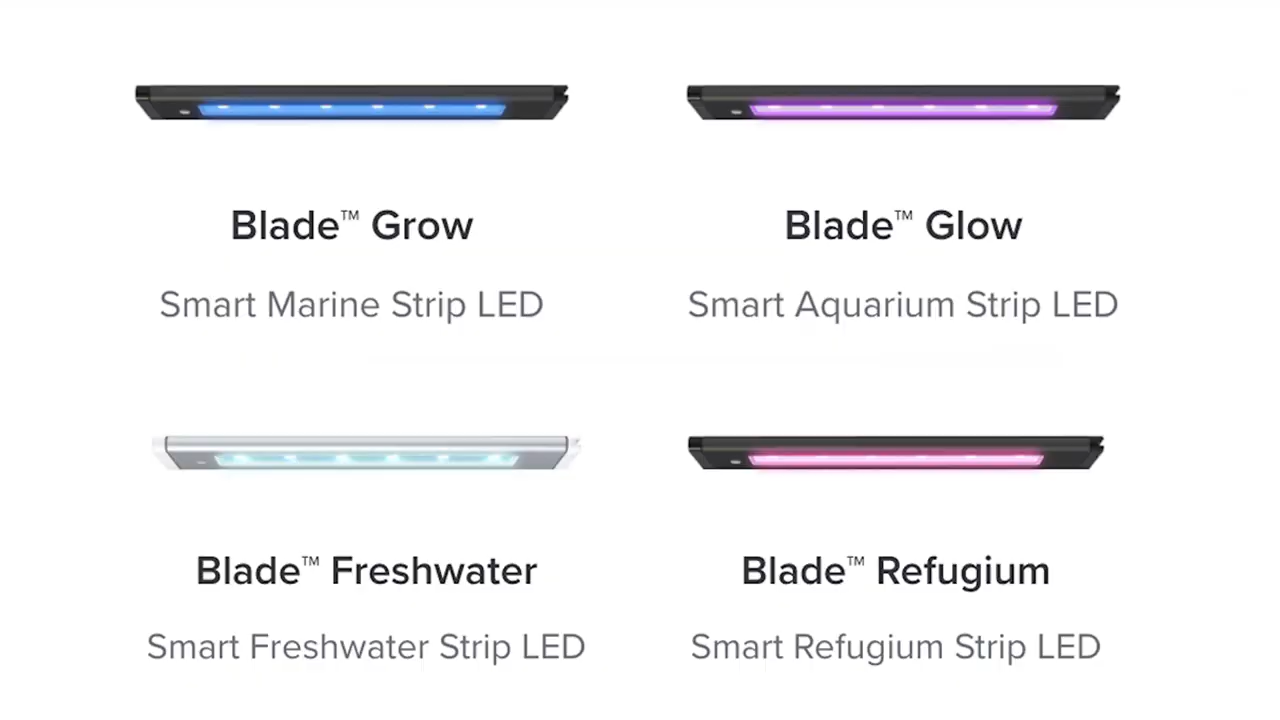 Blade™ Grow
Smart Marine Strip LED
Blade™ Glow
Smart Aquarium Strip LED
Blade™ Freshwater
Smart Freshwater Strip LED
Blade™ Refugium
Smart Refugium Strip LED